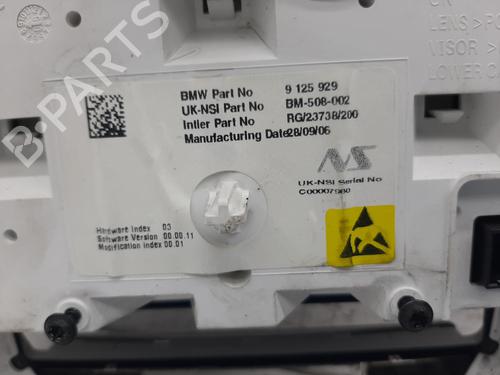 LENS >P
VISOR >
LOWER C
BMW Part No 9 125 929
UK-NSI Part No BM-508-002
Intier Part No RG/23738/200
Manufacturing Date 28/09/06
NS
UK-NSI Serial No
Hardware Index 03
Software Version 00.00.11
Modification Index 00.01
B-PARTS